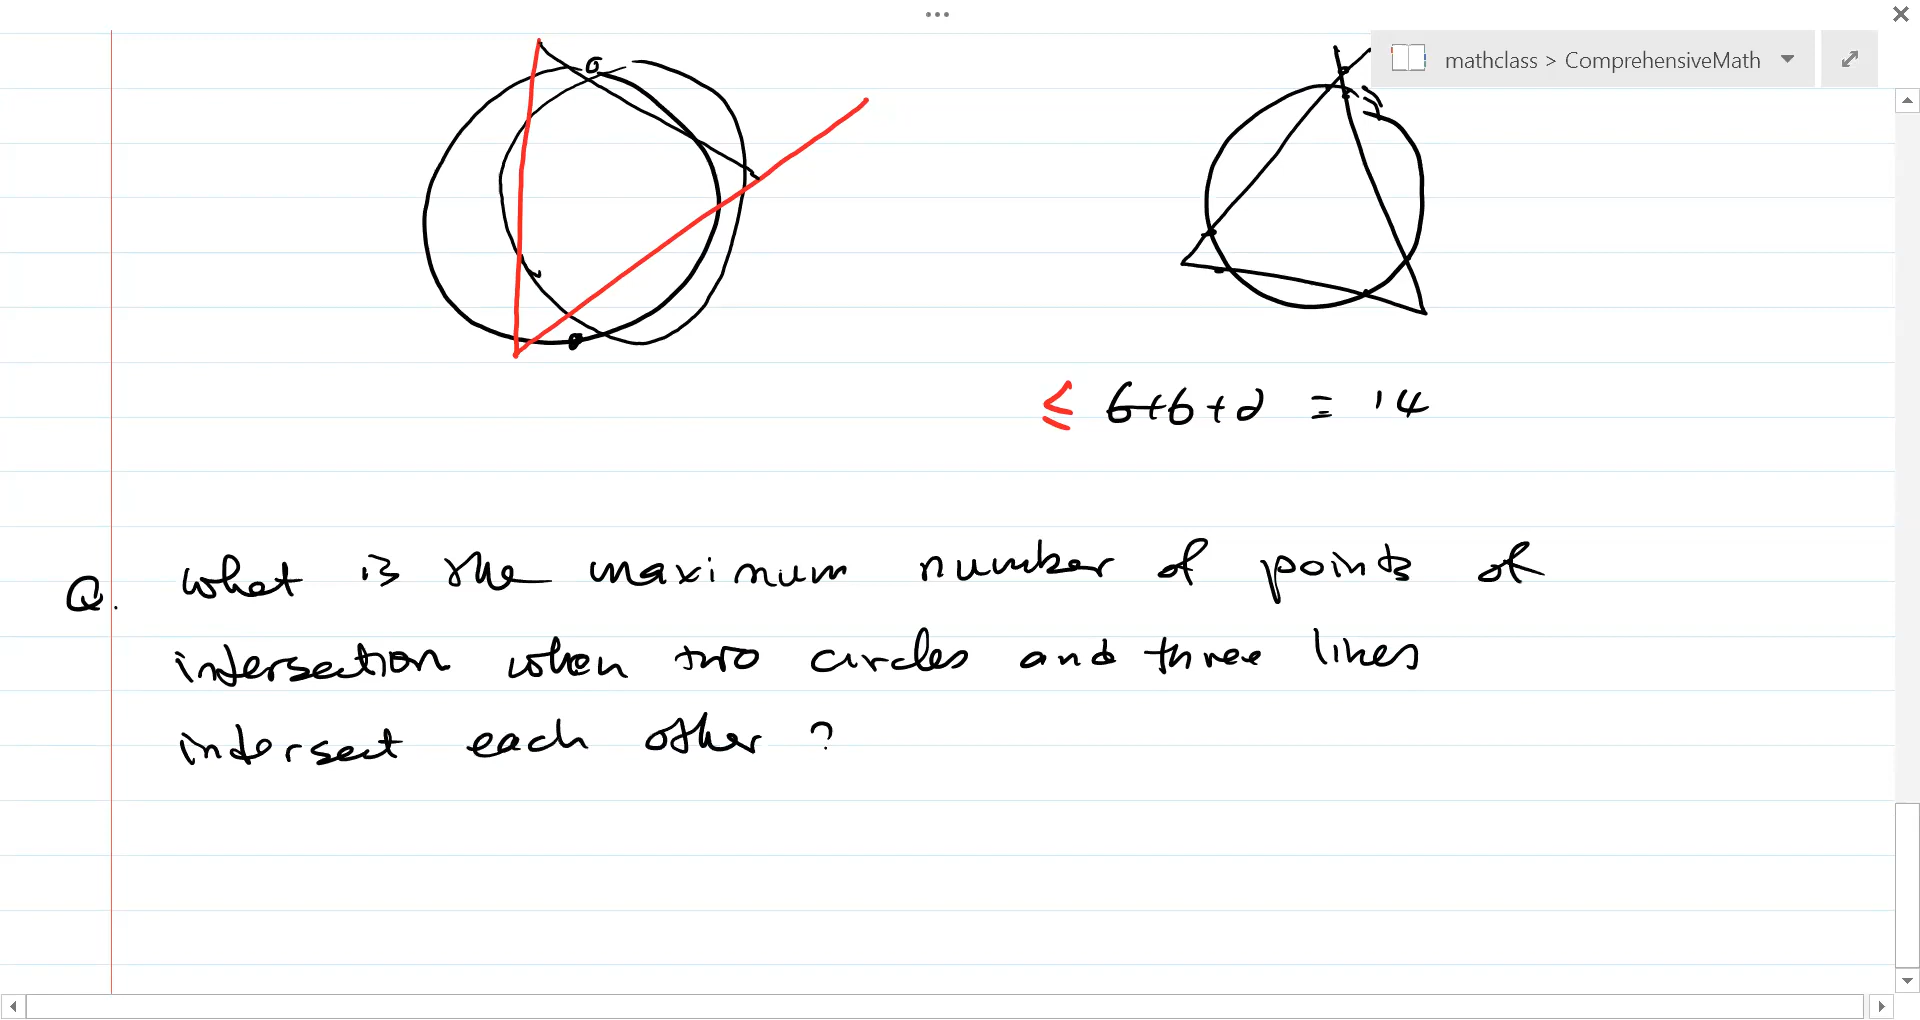 mathclass > ComprehensiveMath
≤ 6+6+2 = 14
Q. what is the maximum number of points of
intersection when two circles and three lines
intersect each other ?